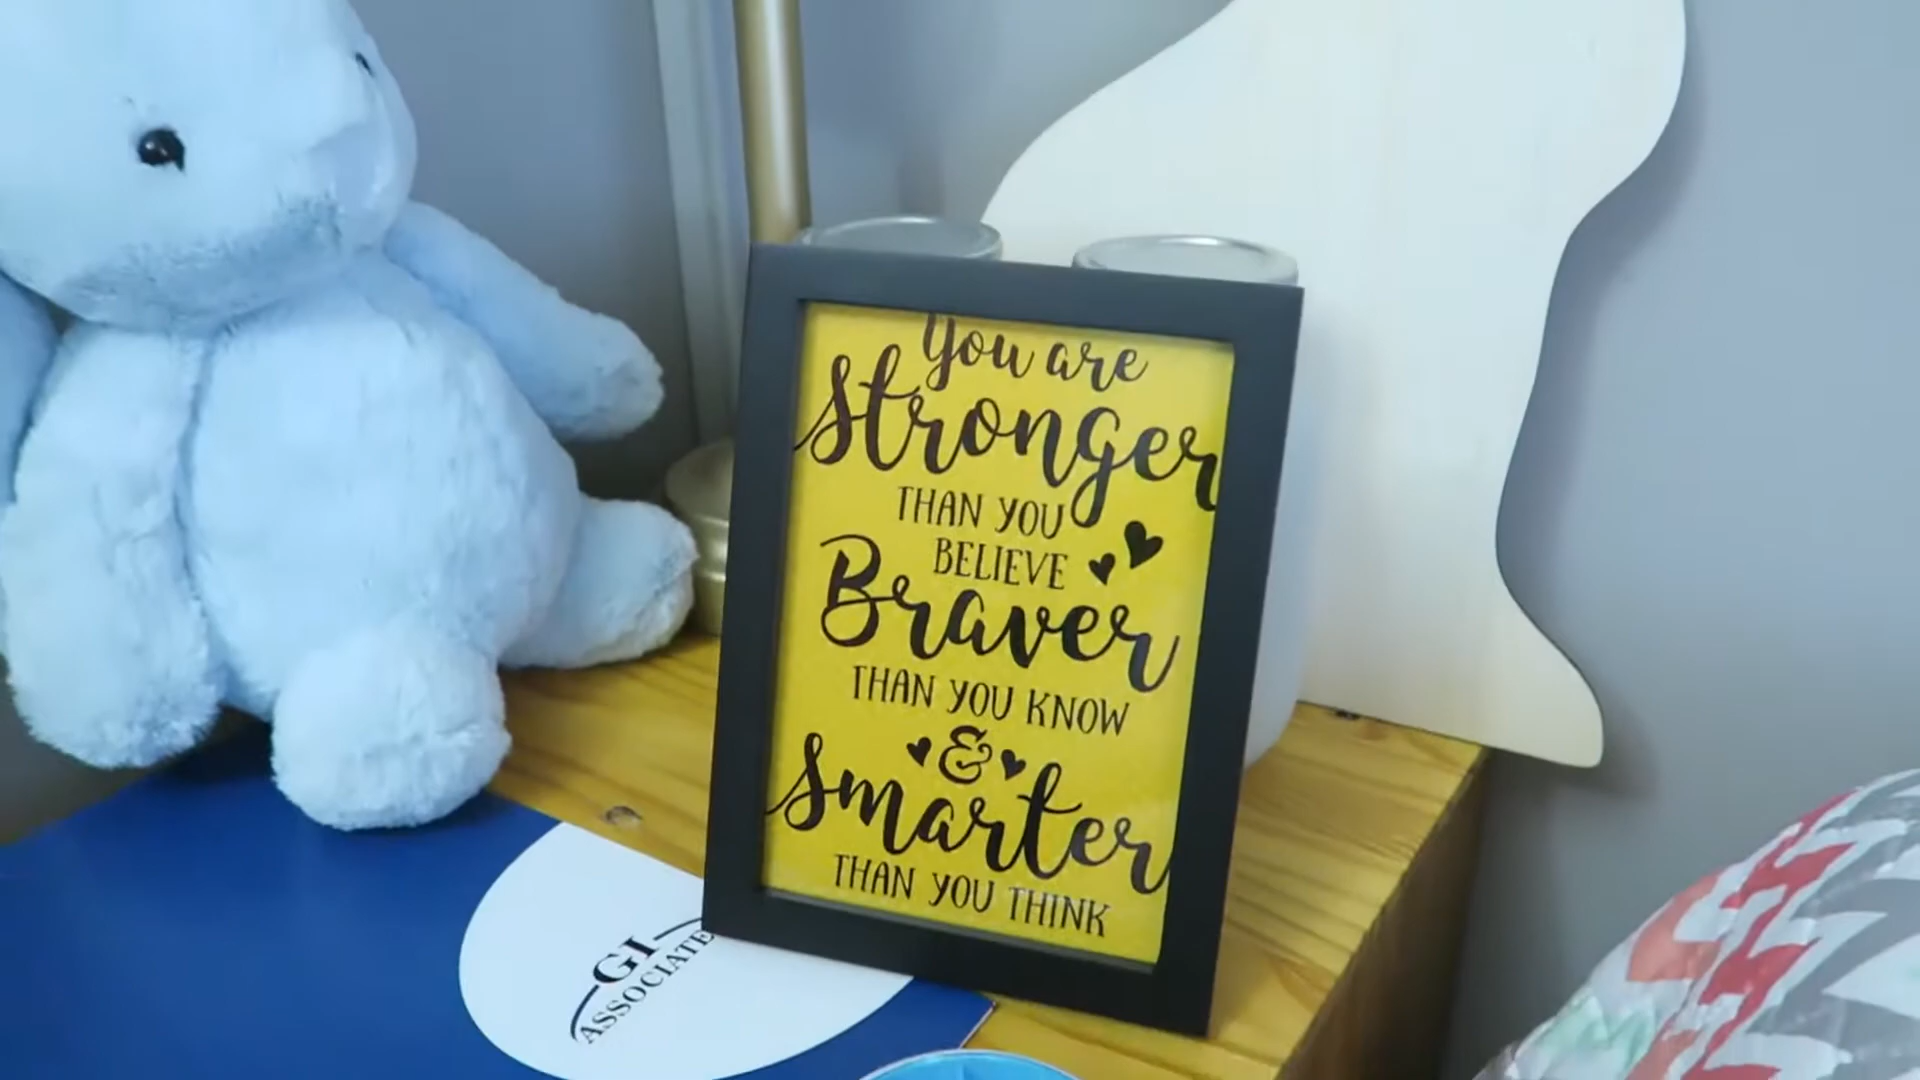 You are
Stronger
THAN YOU
BELIEVE
Braver
THAN YOU KNOW
&
Smarter
THAN YOU THINK
GI
ASSOCIATE